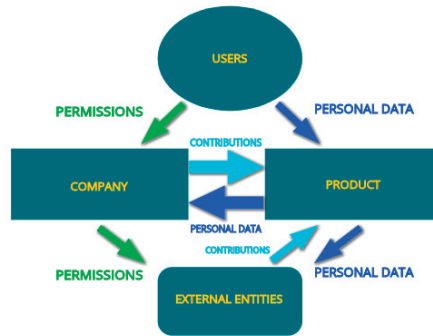 USERS
PERMISSIONS
PERSONAL DATA
CONTRIBUTIONS
COMPANY
PRODUCT
PERSONAL DATA
CONTRIBUTIONS
PERMISSIONS
PERSONAL DATA
EXTERNAL ENTITIES